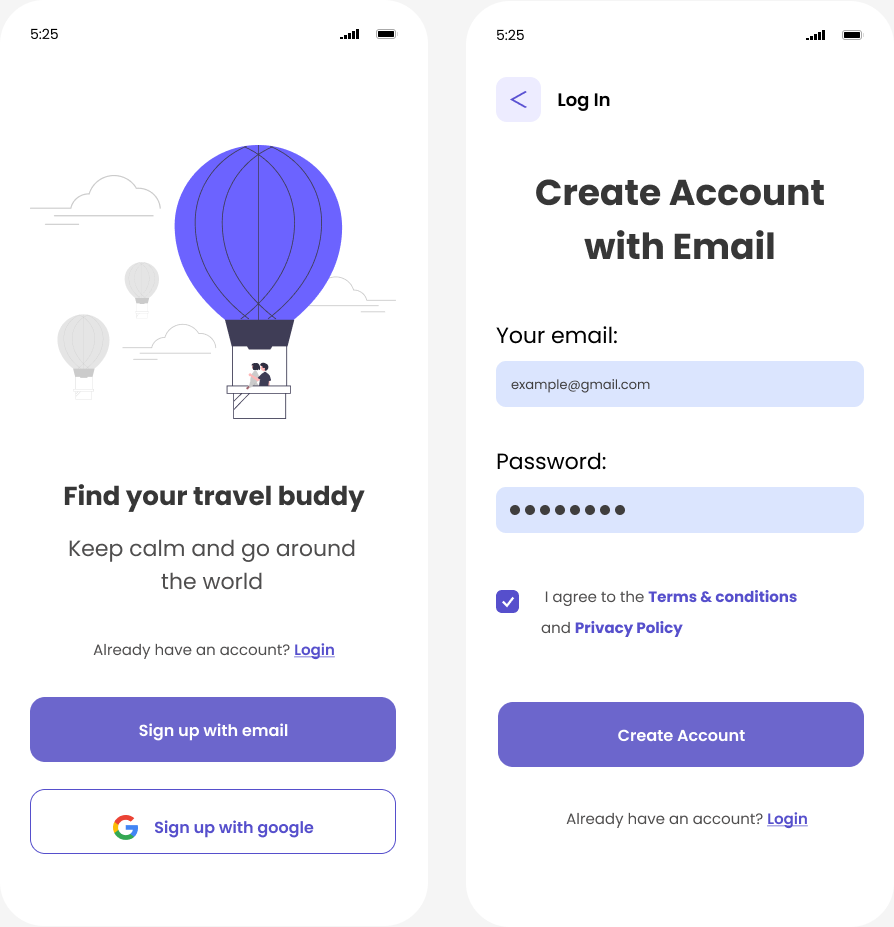 5:25
Find your travel buddy
Keep calm and go around
the world
Already have an account? Login
Sign up with email
Sign up with google
5:25
Log In
Create Account
with Email
Your email:
example@gmail.com
Password:
I agree to the Terms & conditions
and Privacy Policy
Create Account
Already have an account? Login